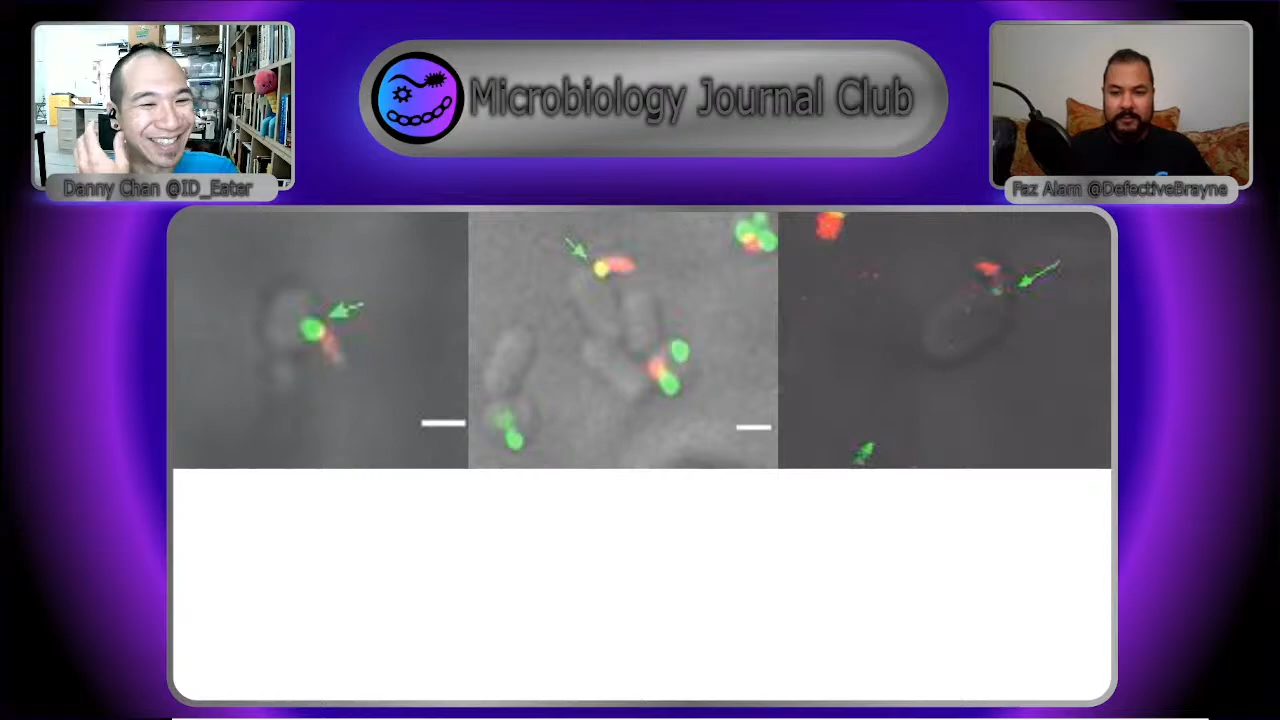 Microbiology Journal Club
Danny Chan @ID_Eater
Faz Alam @DefectiveBrayne